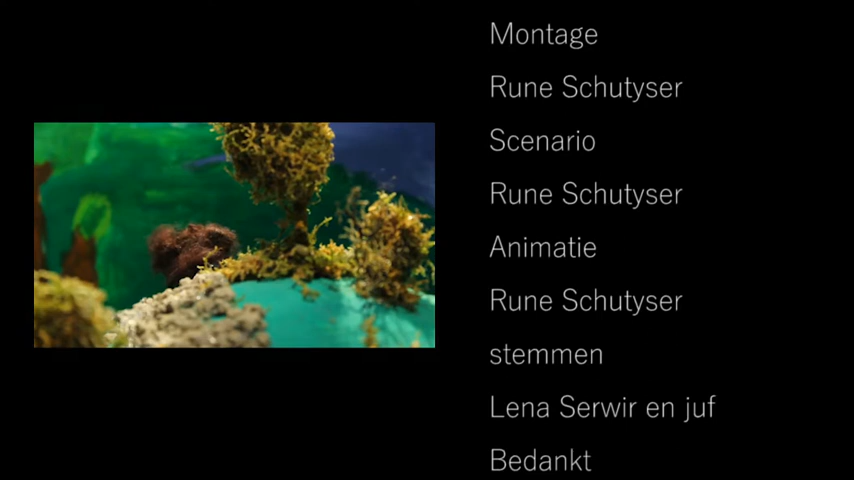 Montage
Rune Schutyser
Scenario
Rune Schutyser
Animatie
Rune Schutyser
stemmen
Lena Serwir en juf
Bedankt